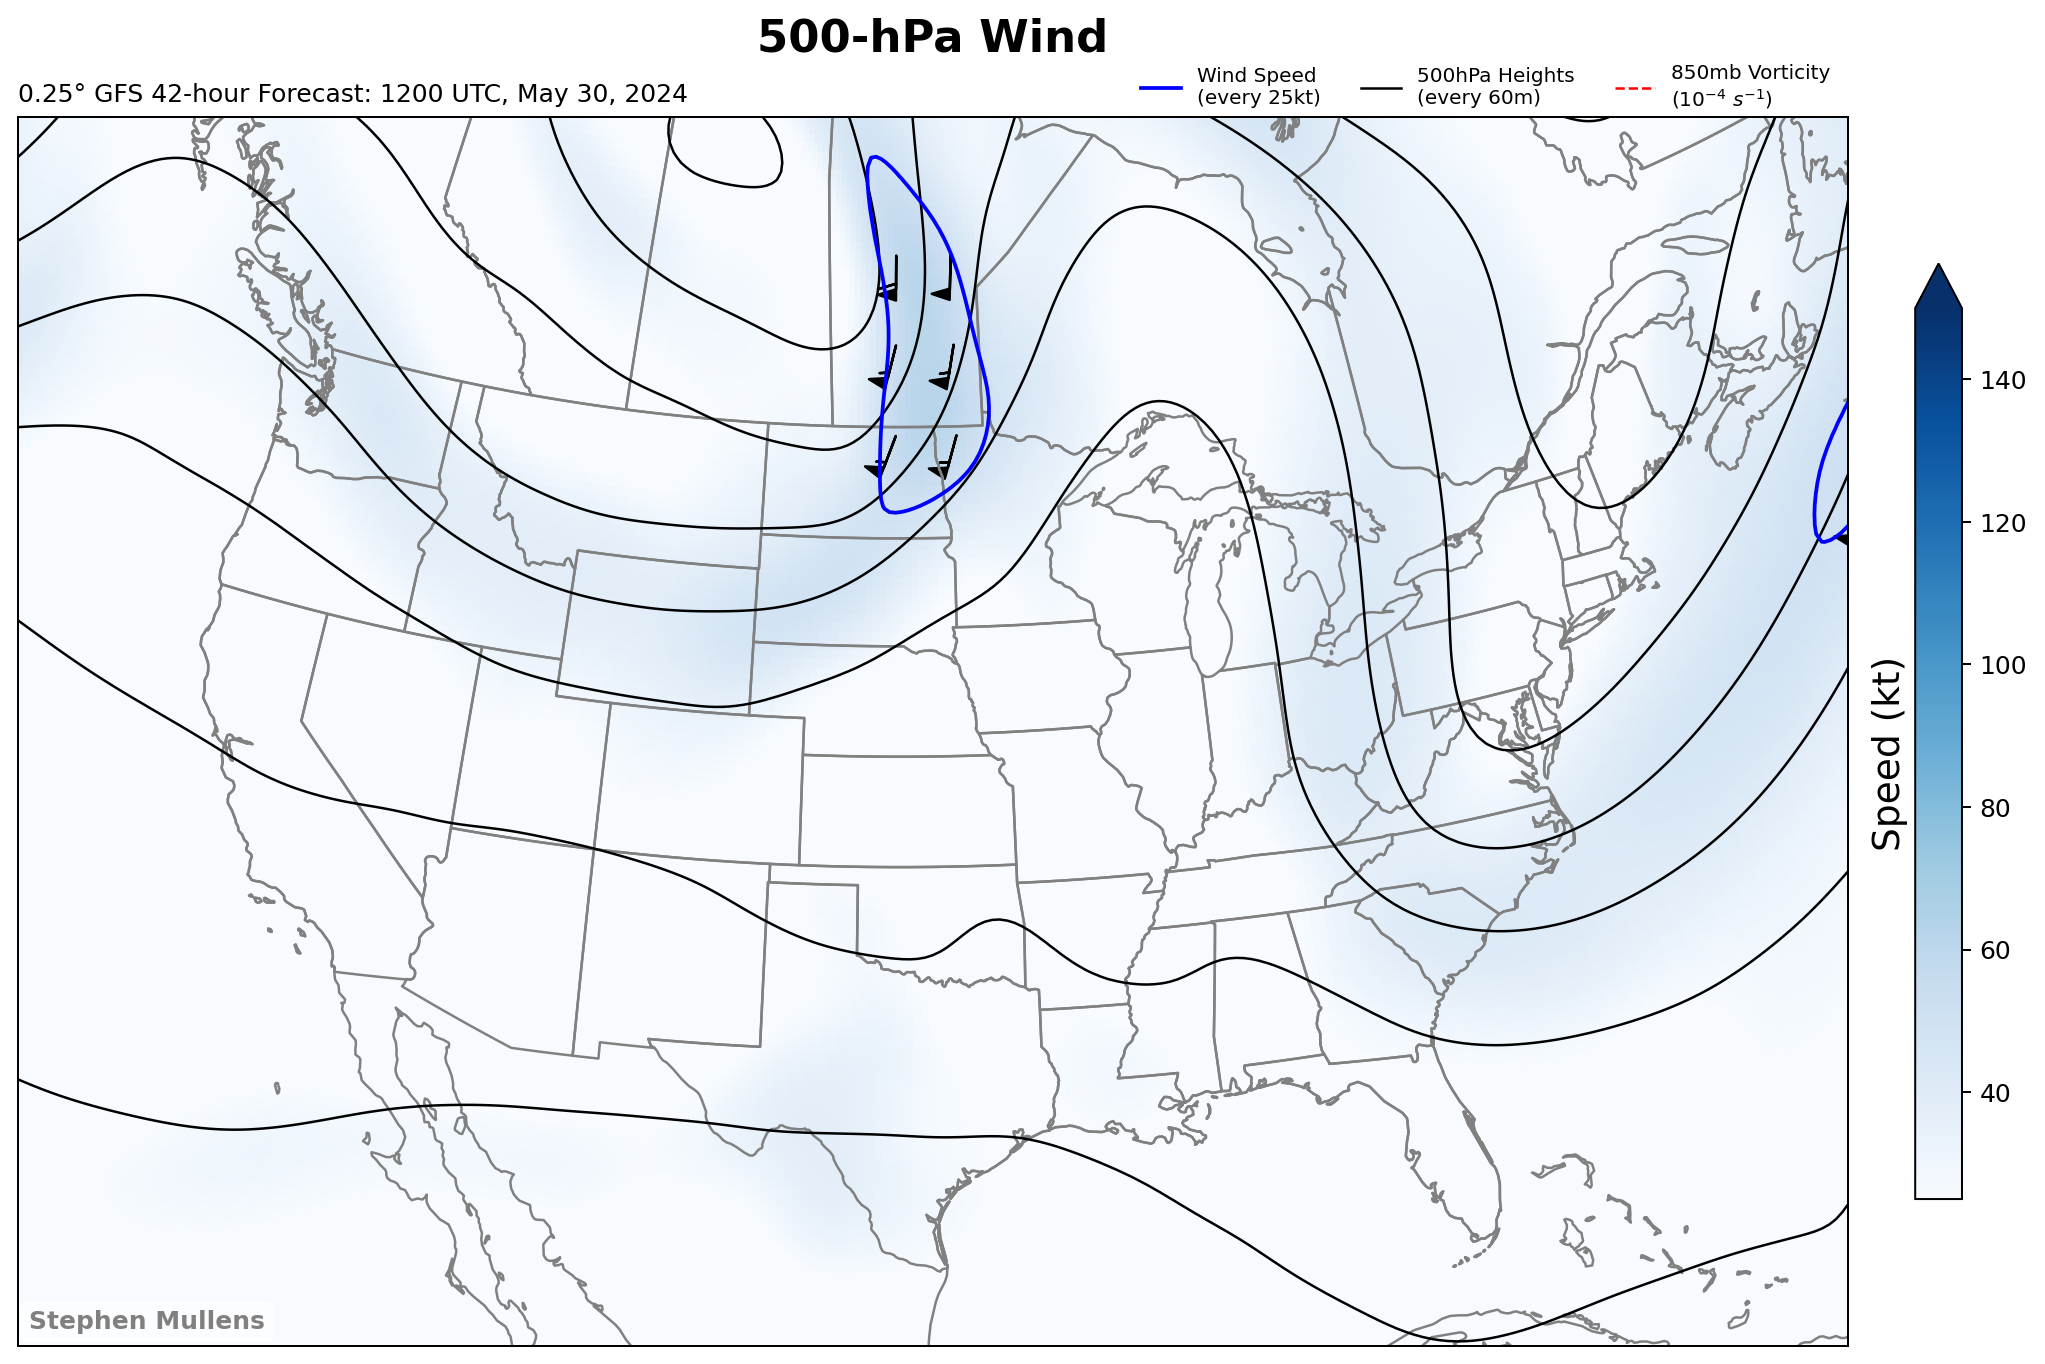 500-hPa Wind
0.25° GFS 42-hour Forecast: 1200 UTC, May 30, 2024
Wind Speed
(every 25kt)
500hPa Heights
(every 60m)
850mb Vorticity
(10⁻⁴ s⁻¹)
140
120
100
80
60
40
Speed (kt)
Stephen Mullens